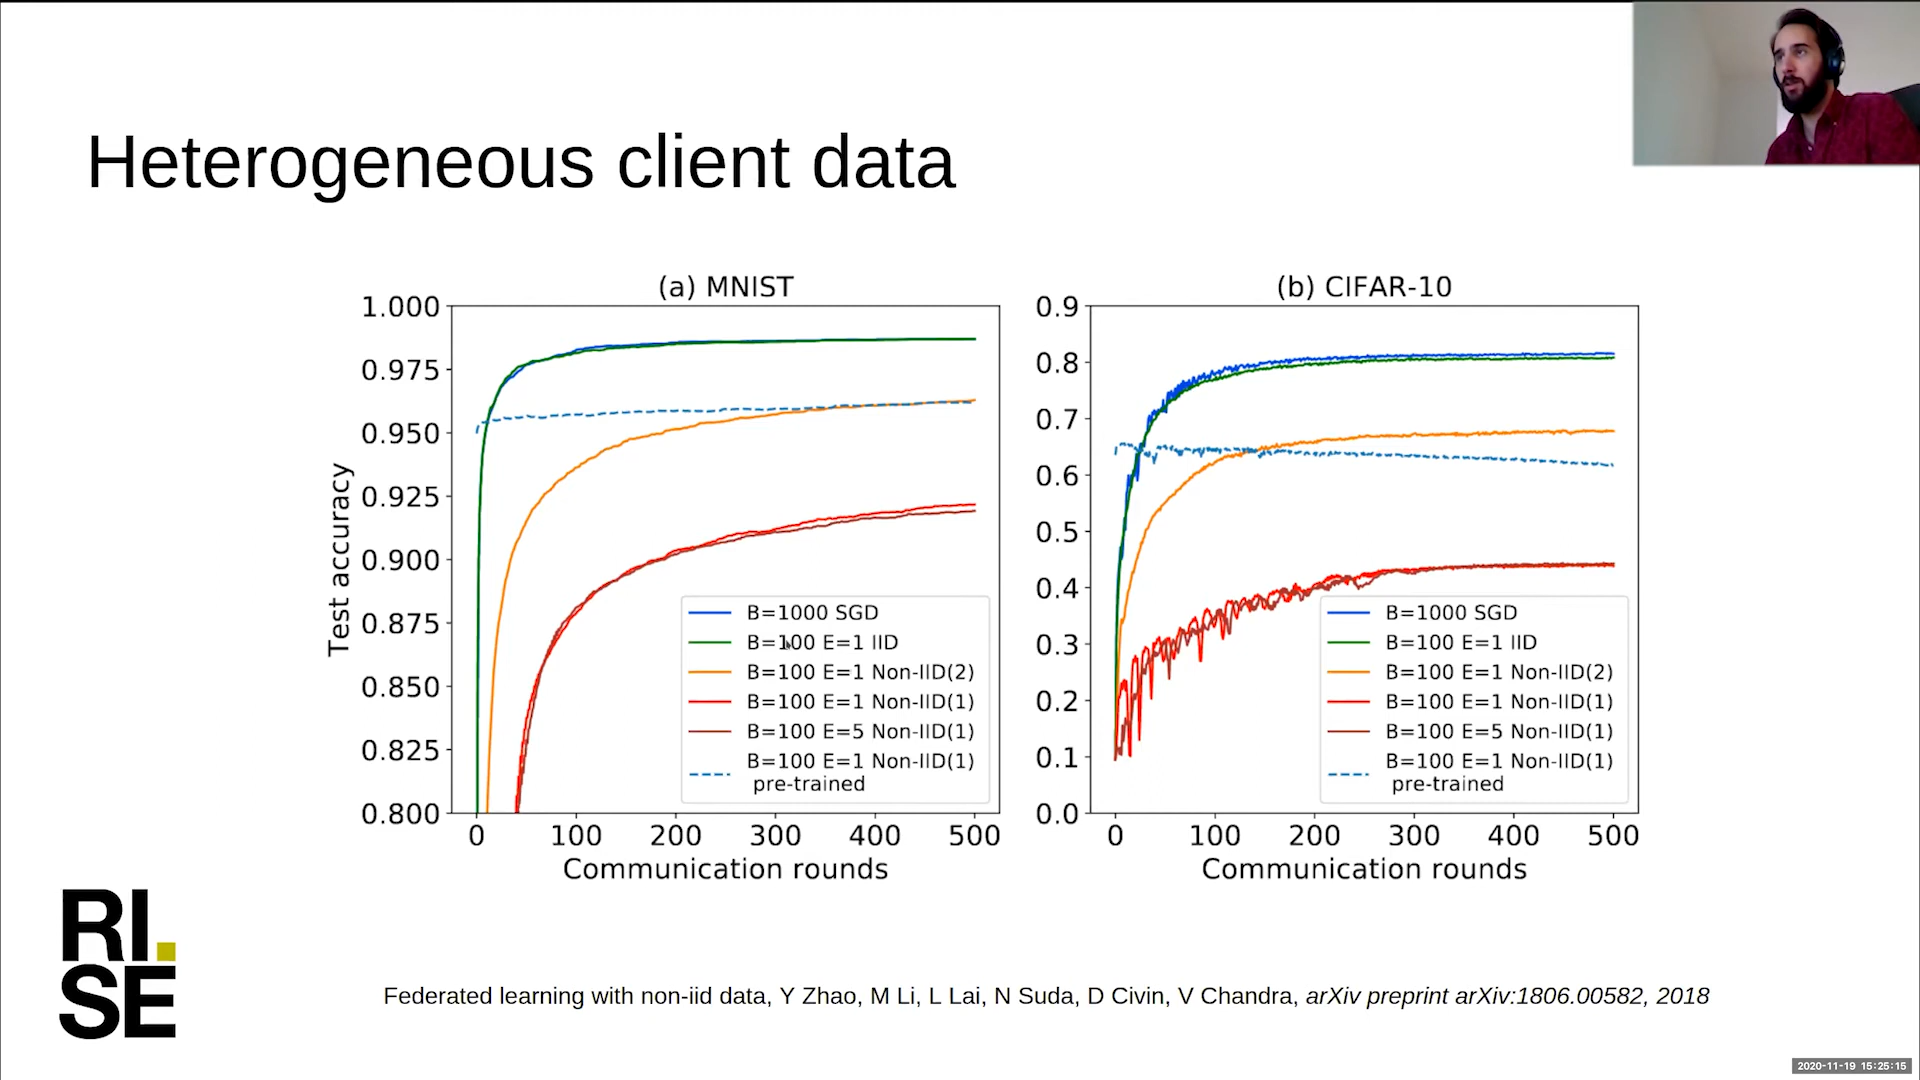 Heterogeneous client data
(a) MNIST
1.000
0.975
0.950
0.925
0.900
0.875
0.850
0.825
0.800
Test accuracy
B=1000 SGD
B=100 E=1 IID
B=100 E=1 Non-IID(2)
B=100 E=1 Non-IID(1)
B=100 E=5 Non-IID(1)
B=100 E=1 Non-IID(1)
pre-trained
0 100 200 300 400 500
Communication rounds
(b) CIFAR-10
0.9
0.8
0.7
0.6
0.5
0.4
0.3
0.2
0.1
0.0
B=1000 SGD
B=100 E=1 IID
B=100 E=1 Non-IID(2)
B=100 E=1 Non-IID(1)
B=100 E=5 Non-IID(1)
B=100 E=1 Non-IID(1)
pre-trained
0 100 200 300 400 500
Communication rounds
RI.
SE
Federated learning with non-iid data, Y Zhao, M Li, L Lai, N Suda, D Civin, V Chandra, arXiv preprint arXiv:1806.00582, 2018
2020-11-19 15:25:15